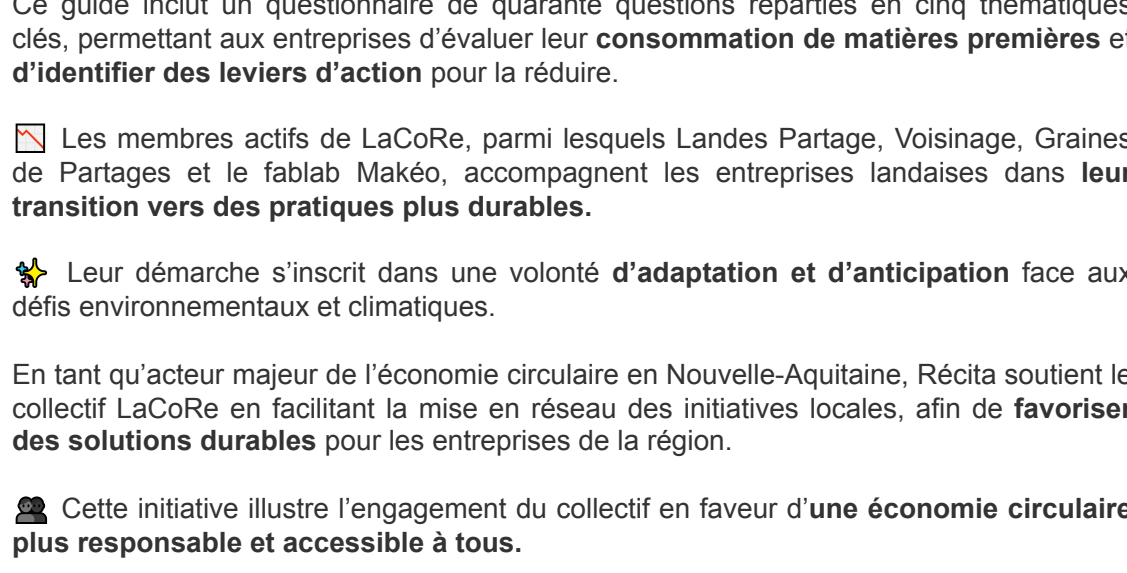 Ce guide inclut un questionnaire de quarante questions réparties en cinq thématiques
clés, permettant aux entreprises d’évaluer leur consommation de matières premières et
d’identifier des leviers d’action pour la réduire.
Les membres actifs de LaCoRe, parmi lesquels Landes Partage, Voisinage, Graines
de Partages et le fablab Makéo, accompagnent les entreprises landaises dans leur
transition vers des pratiques plus durables.
Leur démarche s’inscrit dans une volonté d’adaptation et d’anticipation face aux
défis environnementaux et climatiques.
En tant qu’acteur majeur de l’économie circulaire en Nouvelle-Aquitaine, Récita soutient le
collectif LaCoRe en facilitant la mise en réseau des initiatives locales, afin de favoriser
des solutions durables pour les entreprises de la région.
Cette initiative illustre l’engagement du collectif en faveur d’une économie circulaire
plus responsable et accessible à tous.